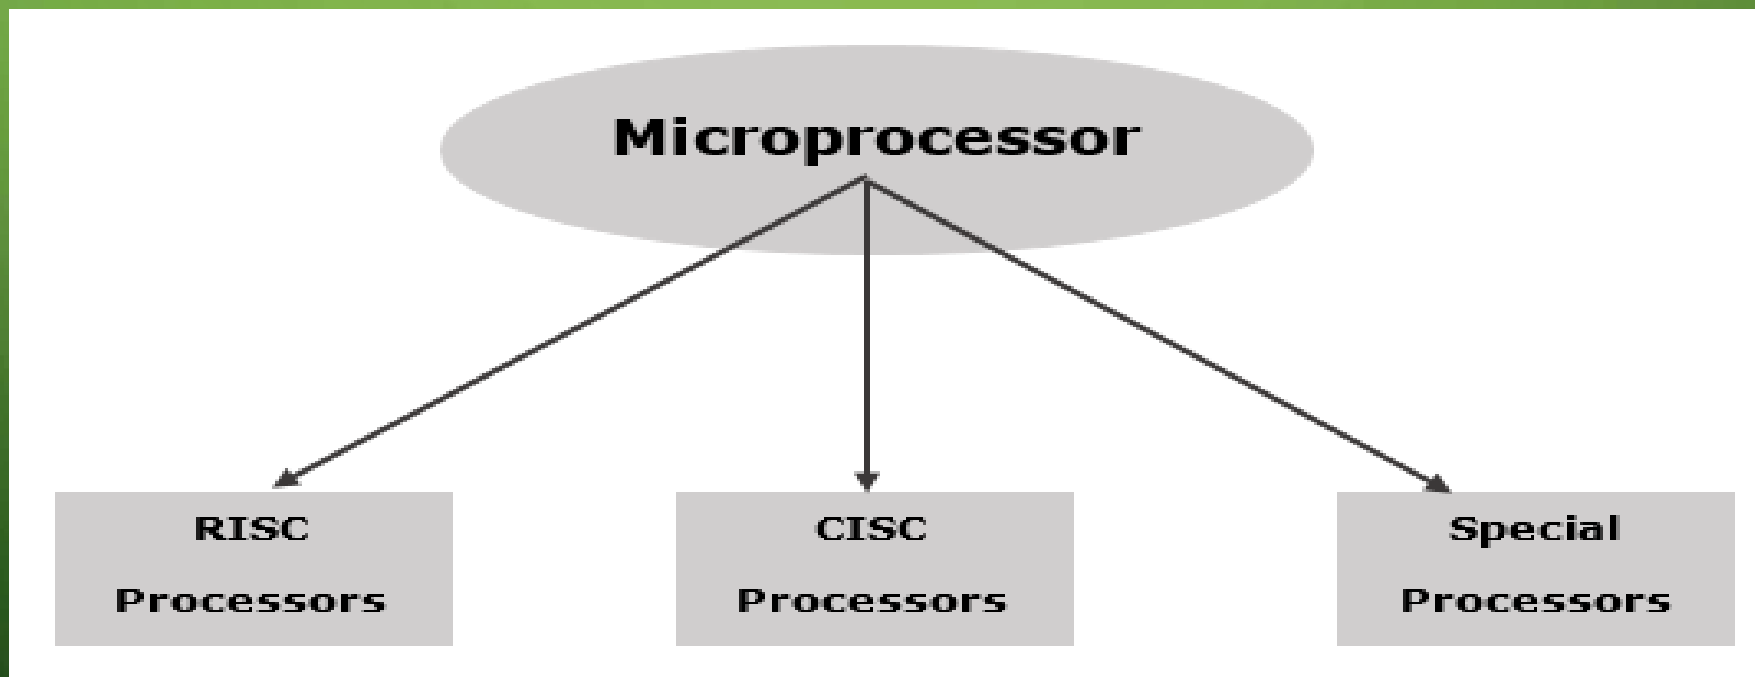 Microprocessor
RISC
Processors
CISC
Processors
Special
Processors